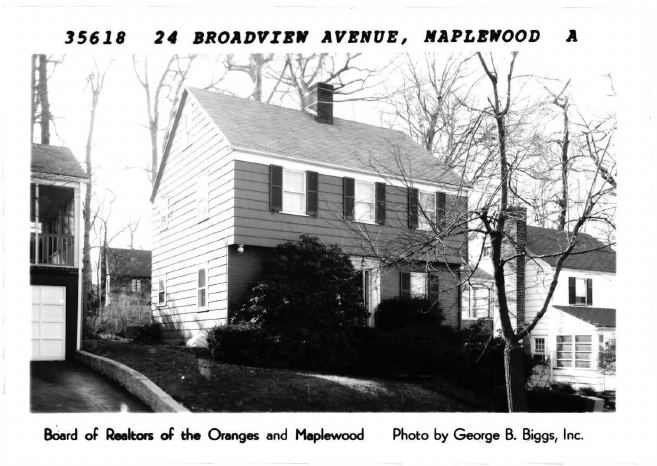 35618 24 BROADVIEW AVENUE, MAPLEWOOD A
Board of Realtors of the Oranges and Maplewood Photo by George B. Biggs, Inc.